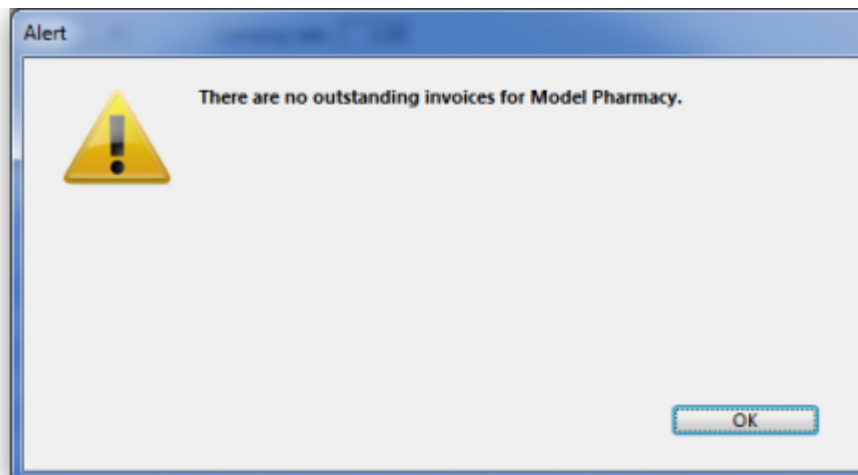 Alert
There are no outstanding invoices for Model Pharmacy.
OK